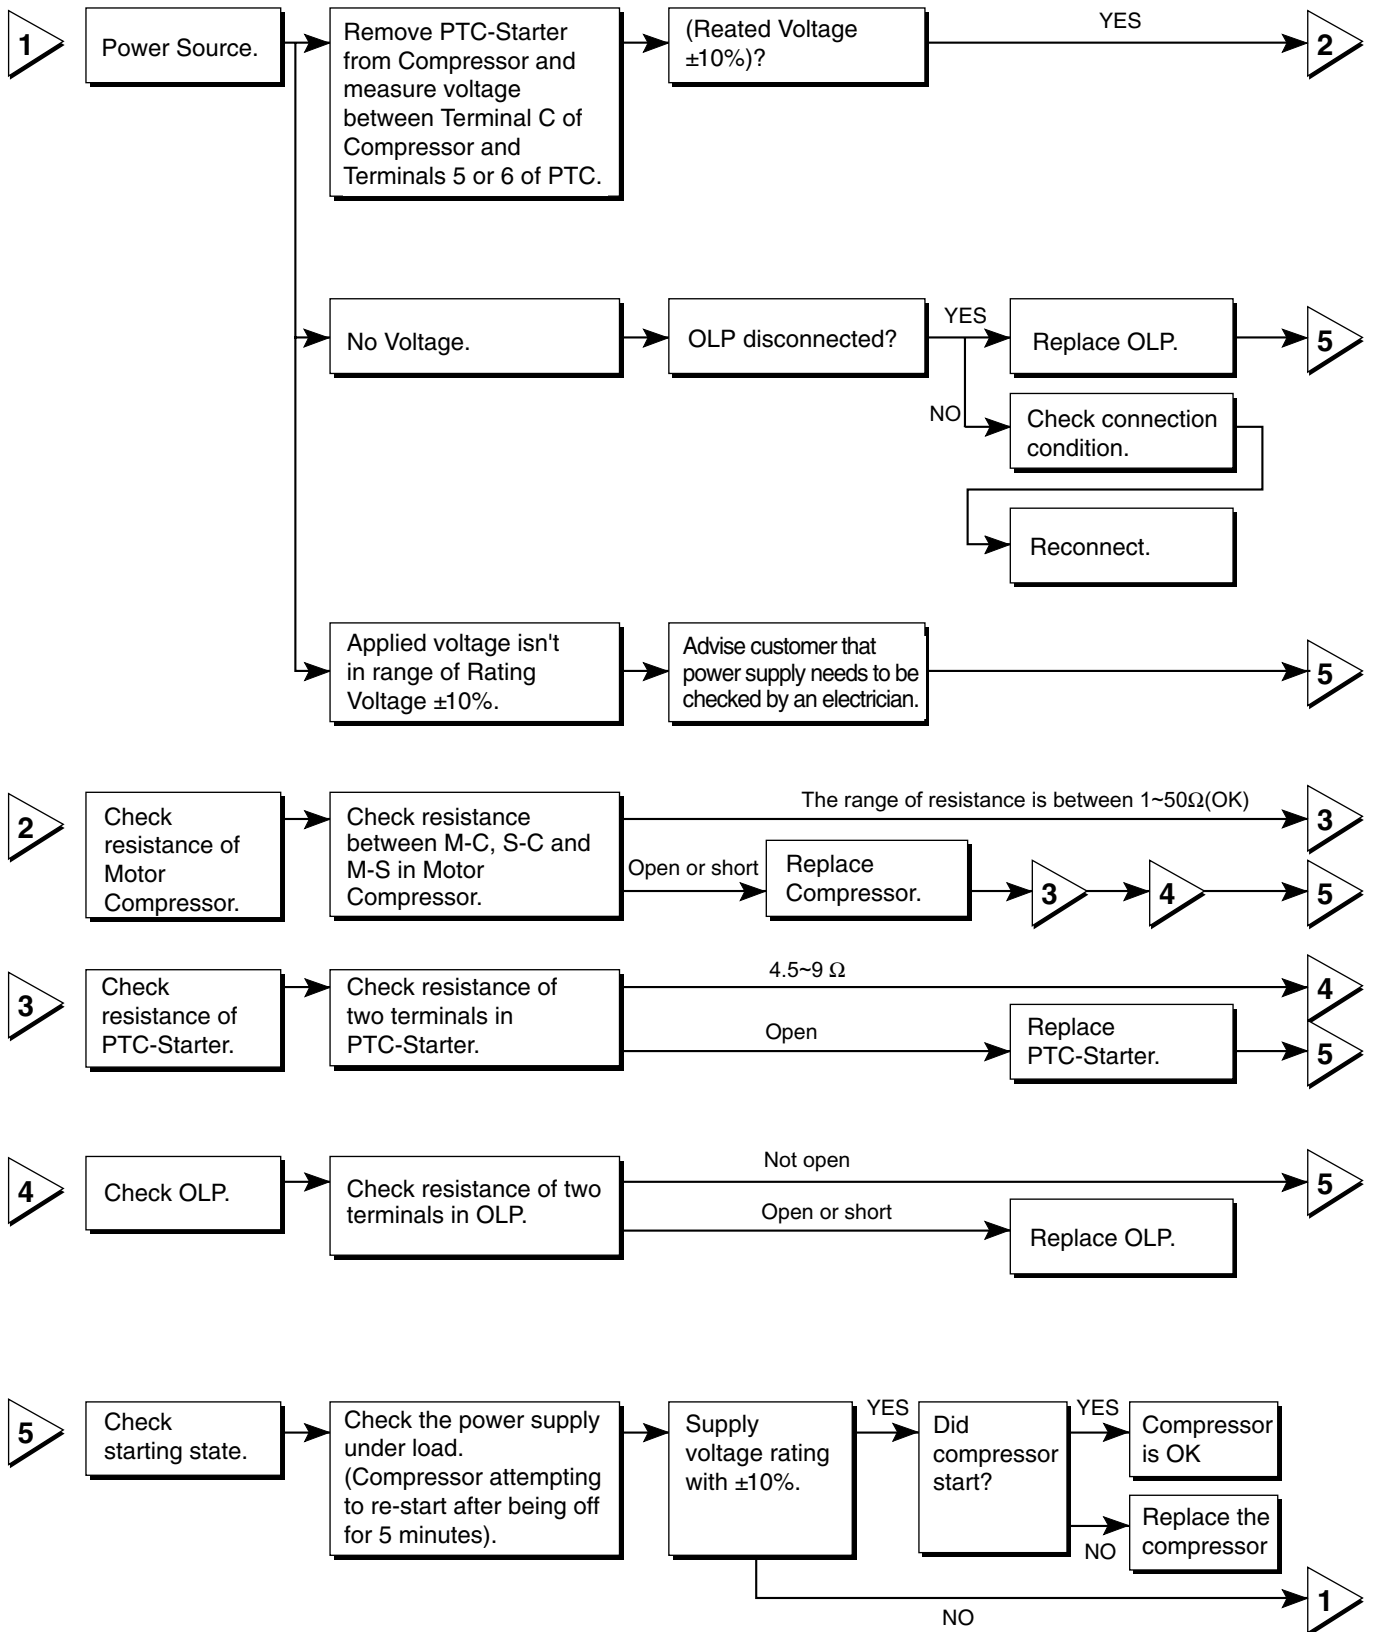 1
Power Source.
Remove PTC-Starter
from Compressor and
measure voltage
between Terminal C of
Compressor and
Terminals 5 or 6 of PTC.
(Reated Voltage
±10%)?
YES
2
No Voltage.
OLP disconnected?
YES
Replace OLP.
5
NO
Check connection
condition.
Reconnect.
Applied voltage isn't
in range of Rating
Voltage ±10%.
Advise customer that
power supply needs to be
checked by an electrician.
5
2
Check
resistance of
Motor
Compressor.
Check resistance
between M-C, S-C and
M-S in Motor
Compressor.
The range of resistance is between 1~50Ω(OK)
3
Open or short
Replace
Compressor.
3
4
5
3
Check
resistance of
PTC-Starter.
Check resistance of
two terminals in
PTC-Starter.
4.5~9 Ω
4
Open
Replace
PTC-Starter.
5
4
Check OLP.
Check resistance of two
terminals in OLP.
Not open
5
Open or short
Replace OLP.
5
Check
starting state.
Check the power supply
under load.
(Compressor attempting
to re-start after being off
for 5 minutes).
Supply
voltage rating
with ±10%.
YES
Did
compressor
start?
YES
Compressor
is OK
NO
Replace the
compressor
NO
1